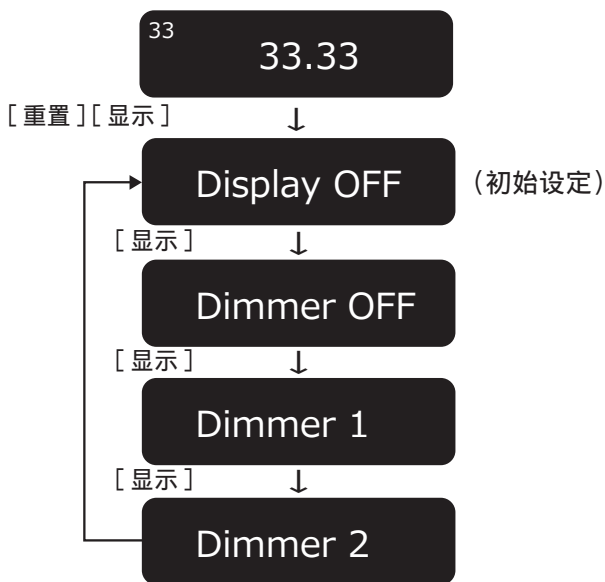 33
33.33
[重置][显示]
Display OFF
（初始设定）
[显示]
Dimmer OFF
[显示]
Dimmer 1
[显示]
Dimmer 2